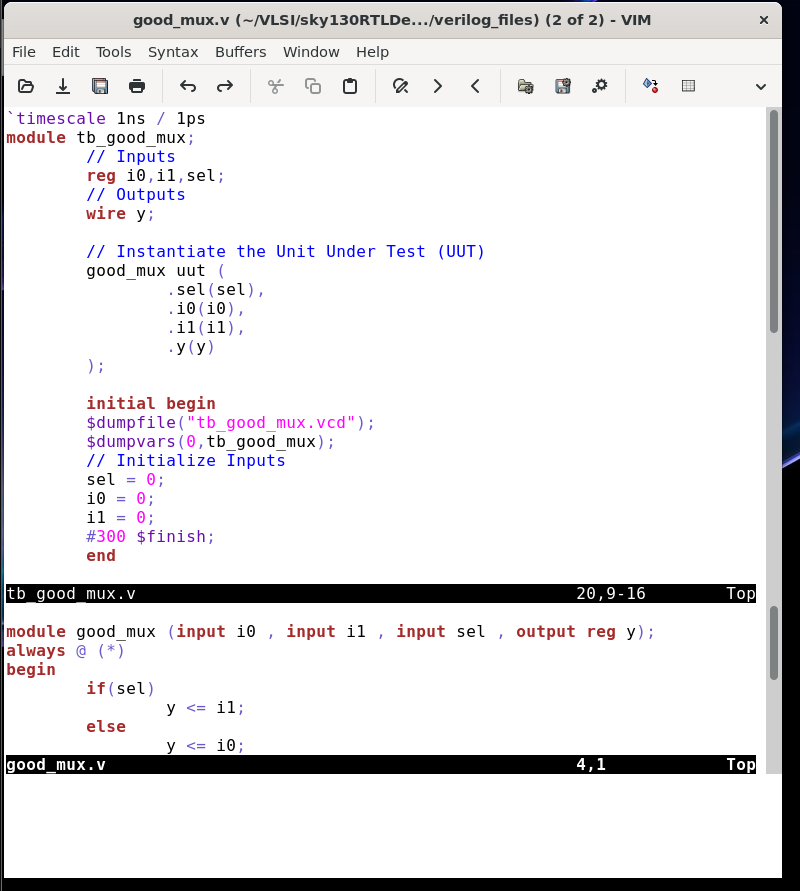 good_mux.v (~/VLSI/sky130RTLDe.../verilog_files) (2 of 2) - VIM
File Edit Tools Syntax Buffers Window Help
`timescale 1ns / 1ps
module tb_good_mux;
        // Inputs
        reg i0,i1,sel;
        // Outputs
        wire y;

        // Instantiate the Unit Under Test (UUT)
        good_mux uut (
                .sel(sel),
                .i0(i0),
                .i1(i1),
                .y(y)
        );

        initial begin
        $dumpfile("tb_good_mux.vcd");
        $dumpvars(0,tb_good_mux);
        // Initialize Inputs
        sel = 0;
        i0 = 0;
        i1 = 0;
        #300 $finish;
        end

tb_good_mux.v 20,9-16 Top

module good_mux (input i0 , input i1 , input sel , output reg y);
always @ (*)
begin
        if(sel)
                y <= i1;
        else
                y <= i0;
good_mux.v 4,1 Top